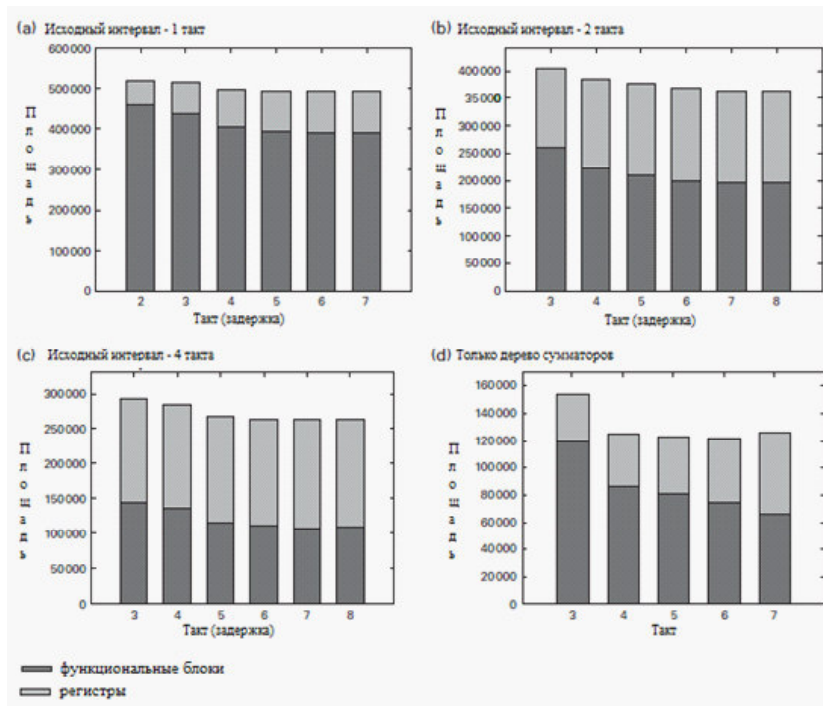 (a) Исходный интервал - 1 такт
600000
500000
400000
300000
200000
100000
0
Площадь
2 3 4 5 6 7
Такт (задержка)
(b) Исходный интервал - 2 такта
400000
350000
300000
250000
200000
150000
100000
50000
0
Площадь
3 4 5 6 7 8
Такт (задержка)
(c) Исходный интервал - 4 такта
300000
250000
200000
150000
100000
50000
0
Площадь
3 4 5 6 7 8
Такт (задержка)
(d) Только дерево сумматоров
160000
140000
120000
100000
80000
60000
40000
20000
0
Площадь
3 4 5 6 7
Такт
функциональные блоки
регистры